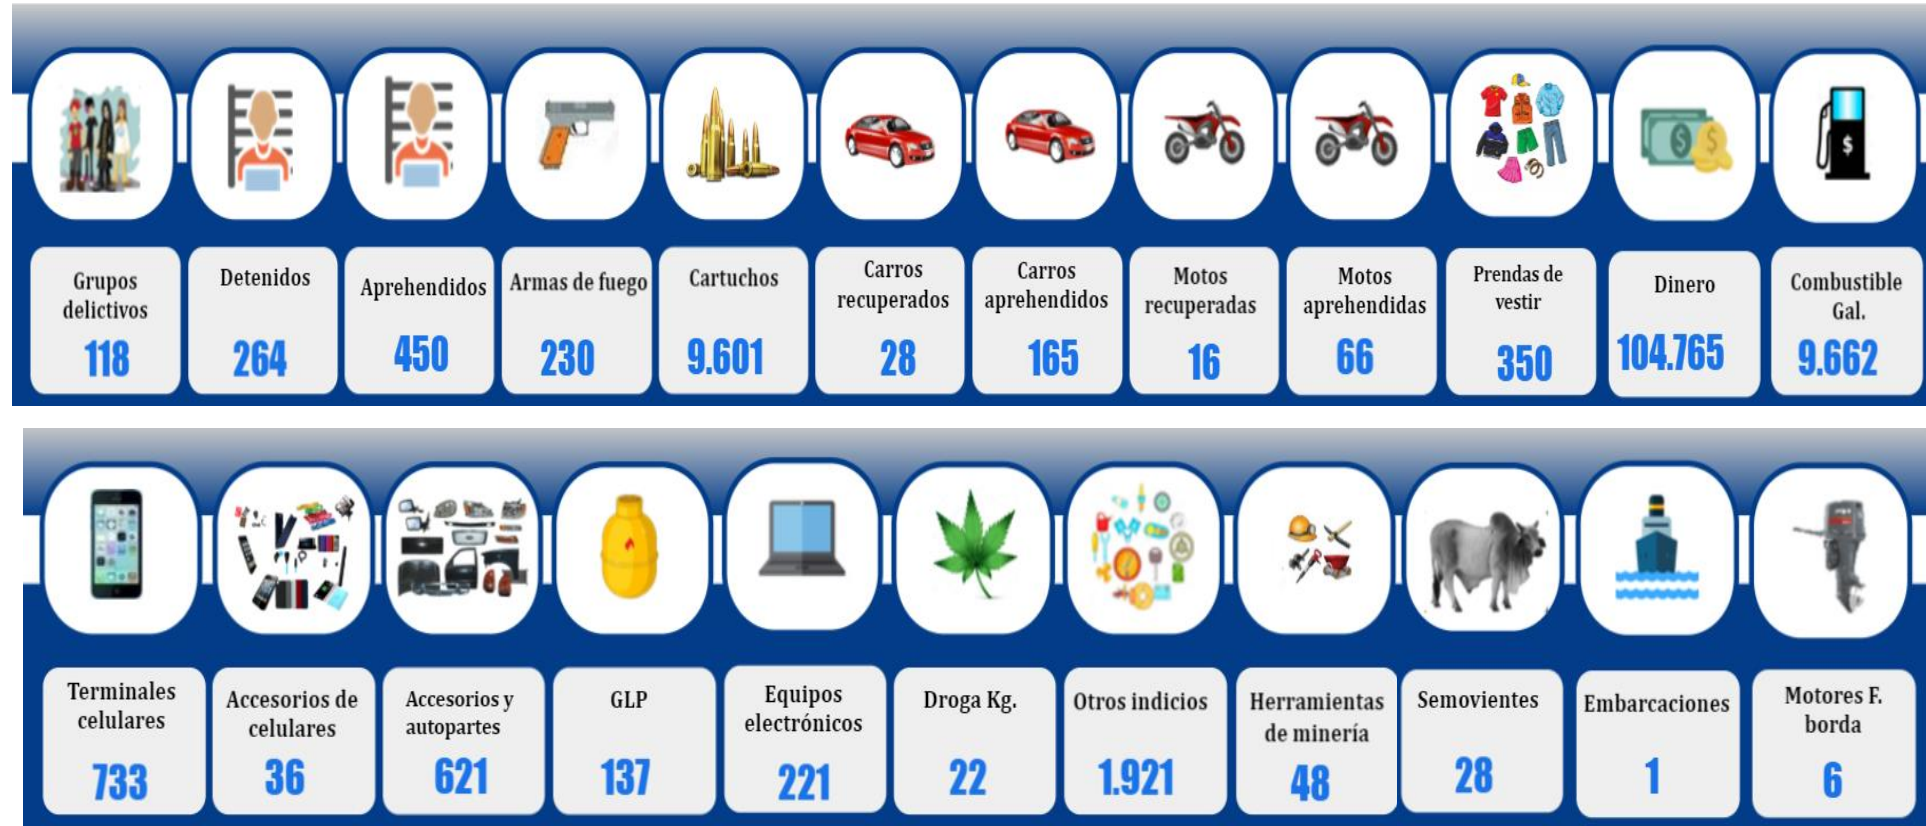 Grupos
delictivos
118
Detenidos
264
Aprehendidos
450
Armas de fuego
230
Cartuchos
9.601
Carros
recuperados
28
Carros
aprehendidos
165
Motos
recuperadas
16
Motos
aprehendidas
66
Prendas de
vestir
350
Dinero
104.765
Combustible
Gal.
9.662
Terminales
celulares
733
Accesorios de
celulares
36
Accesorios y
autopartes
621
GLP
137
Equipos
electrónicos
221
Droga Kg.
22
Otros indicios
1.921
Herramientas
de minería
48
Semovientes
28
Embarcaciones
1
Motores F.
borda
6